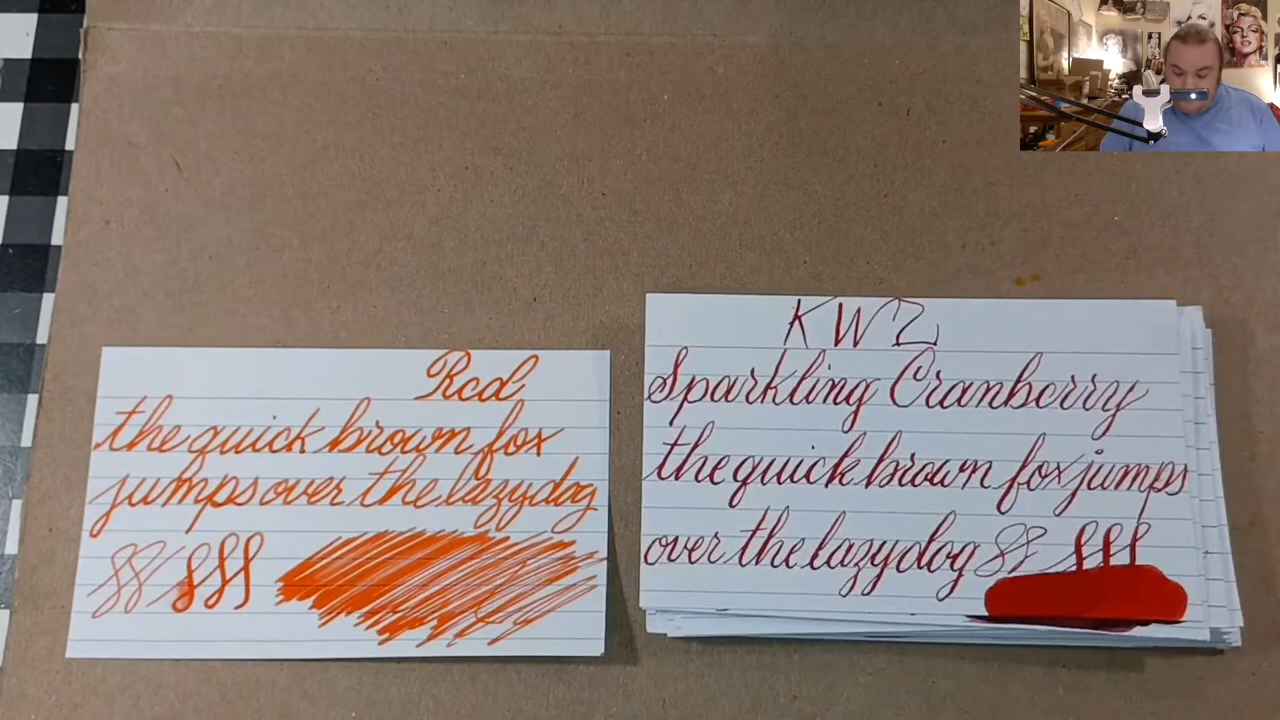 Red
the quick brown fox
jumps over the lazy dog
KWZ
Sparkling Cranberry
the quick brown fox jumps
over the lazy dog